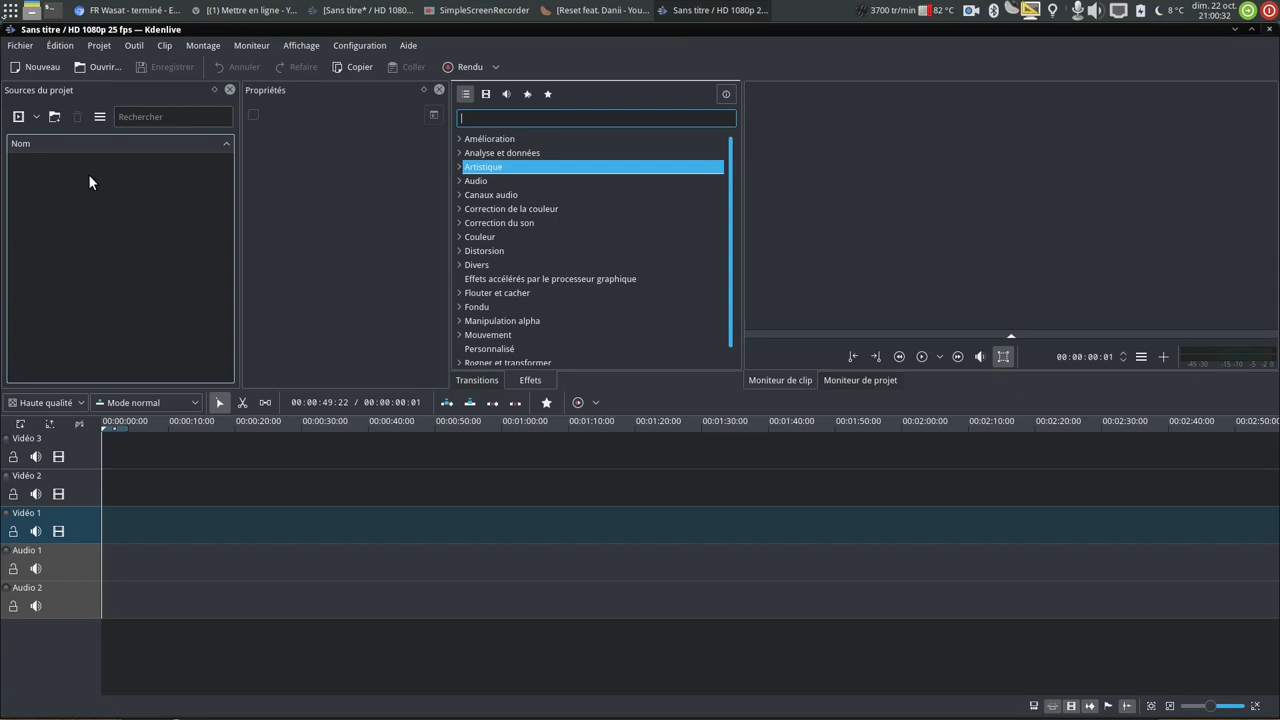 FR Wasat - terminé - E...
[(1) Mettre en ligne - Y...
[Sans titre* / HD 1080...
SimpleScreenRecorder
[Reset feat. Danii - You...
Sans titre / HD 1080p 2...
3700 tr/min
82 °C
8 °C
dim. 22 oct.
21:00:32
Sans titre / HD 1080p 25 fps — Kdenlive
Fichier Édition Projet Outil Clip Montage Moniteur Affichage Configuration Aide
Nouveau Ouvrir... Enregistrer Annuler Refaire Copier Coller Rendu
Sources du projet
Rechercher
Nom
Propriétés
Amélioration
Analyse et données
Artistique
Audio
Canaux audio
Correction de la couleur
Correction du son
Couleur
Distorsion
Divers
Effets accélérés par le processeur graphique
Flouter et cacher
Fondu
Manipulation alpha
Mouvement
Personnalisé
Rogner et transformer
Transitions Effets
00:00:00:01
-45 -30 -15 -10 -5 -2 0
Moniteur de clip Moniteur de projet
Haute qualité Mode normal 00:00:49:22 / 00:00:00:01
00:00:00:00 00:00:10:00 00:00:20:00 00:00:30:00 00:00:40:00 00:00:50:00 00:01:00:00 00:01:10:00 00:01:20:00 00:01:30:00 00:01:40:00 00:01:50:00 00:02:00:00 00:02:10:00 00:02:20:00 00:02:30:00 00:02:40:00 00:02:50:00
Vidéo 3
Vidéo 2
Vidéo 1
Audio 1
Audio 2